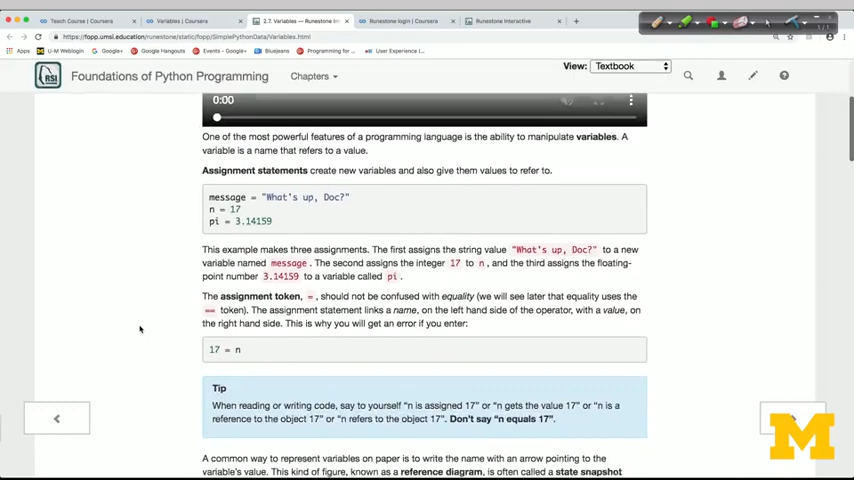 Teach Course | Coursera
Variables | Coursera
2.7. Variables — Runestone Int
Runestone login | Coursera
Runestone Interactive
https://fopp.umsi.education/runestone/static/fopp/SimplePythonData/Variables.html
Apps
U-M Weblogin
Google+
Google Hangouts
Events - Google+
Programming for ...
User Experience I...
RSI
Foundations of Python Programming
Chapters
View:
Textbook
0:00
One of the most powerful features of a programming language is the ability to manipulate variables. A
variable is a name that refers to a value.
Assignment statements create new variables and also give them values to refer to.
message = "What's up, Doc?"
n = 17
pi = 3.14159
This example makes three assignments. The first assigns the string value "What's up, Doc?" to a new
variable named message. The second assigns the integer 17 to n, and the third assigns the floating-
point number 3.14159 to a variable called pi.
The assignment token, =, should not be confused with equality (we will see later that equality uses the
== token). The assignment statement links a name, on the left hand side of the operator, with a value, on
the right hand side. This is why you will get an error if you enter:
17 = n
Tip
When reading or writing code, say to yourself “n is assigned 17” or “n gets the value 17” or “n is a
reference to the object 17” or “n refers to the object 17”. Don’t say “n equals 17”.
A common way to represent variables on paper is to write the name with an arrow pointing to the
variable’s value. This kind of figure, known as a reference diagram, is often called a state snapshot
M